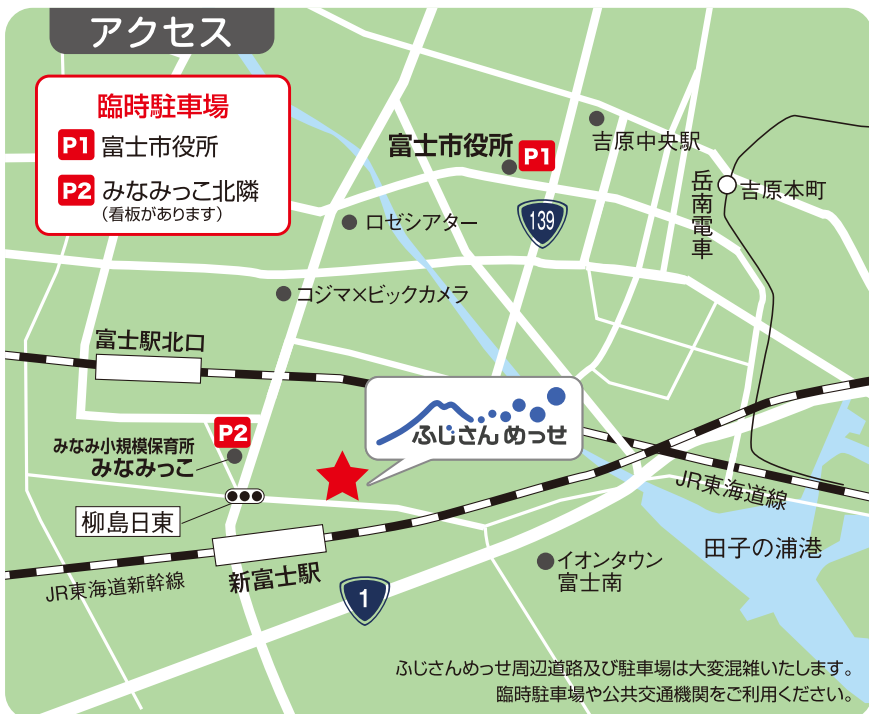 アクセス
臨時駐車場
P1 富士市役所
P2 みなみっこ北隣
(看板があります)
富士市役所 P1
吉原中央駅
岳南電車
吉原本町
139
ロゼシアター
コジマ×ビックカメラ
富士駅北口
ふじさんめっせ
P2
みなみ小規模保育所
みなみっこ
柳島日東
JR東海道線
田子の浦港
新富士駅
JR東海道新幹線
イオンタウン
富士南
1
ふじさんめっせ周辺道路及び駐車場は大変混雑いたします。
臨時駐車場や公共交通機関をご利用ください。